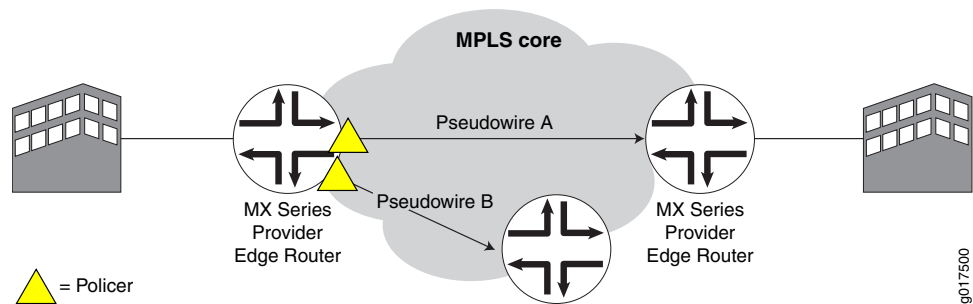 MPLS core
Pseudowire A
Pseudowire B
MX Series
Provider
Edge Router
MX Series
Provider
Edge Router
= Policer
g017500